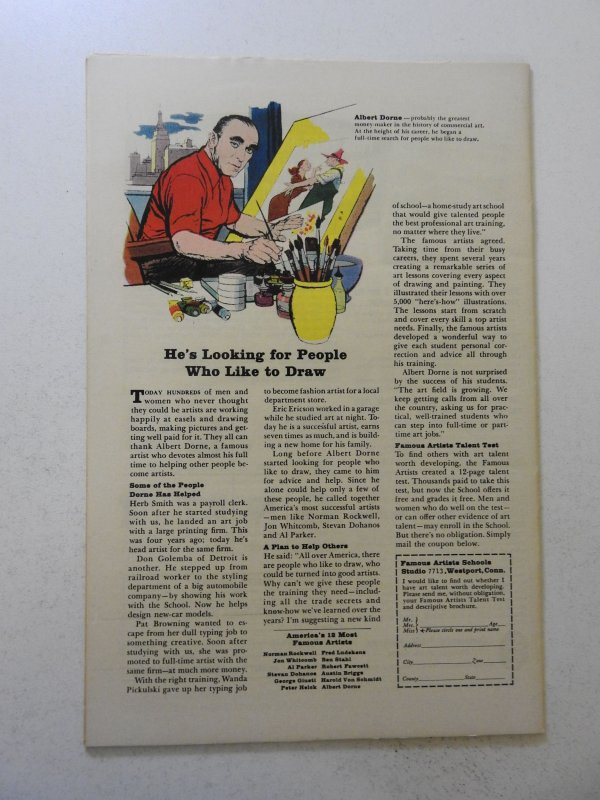 Albert Dorne — probably the greatest
money-maker in the history of commercial art.
At the height of his career, he began a
full-time search for people who like to draw.
He's Looking for People
Who Like to Draw
TODAY HUNDREDS of men and
women who never thought
they could be artists are working
happily at easels and drawing
boards, making pictures and get-
ting well paid for it. They all can
thank Albert Dorne, a famous
artist who devotes almost his full
time to helping other people be-
come artists.
Some of the People
Dorne Has Helped
Herb Smith was a payroll clerk.
Soon after he started studying
with us, he landed an art job
with a large printing firm. This
was four years ago; today he's
head artist for the same firm.
Don Golemba of Detroit is
another. He stepped up from
railroad worker to the styling
department of a big automobile
company—by showing his work
with the School. Now he helps
design new-car models.
Pat Browning wanted to es-
cape from her dull typing job to
something creative. Soon after
studying with us, she was pro-
moted to full-time artist with the
same firm—at much more money.
With the right training, Wanda
Pickulski gave up her typing job
to become fashion artist for a local
department store.
Eric Ericson worked in a garage
while he studied art at night. To-
day he is a successful artist, earns
seven times as much, and is build-
ing a new home for his family.
Long before Albert Dorne
started looking for people who
like to draw, they came to him
for advice and help. Since he
alone could help only a few of
these people, he called together
America's most successful artists
—men like Norman Rockwell,
Jon Whitcomb, Stevan Dohanos
and Al Parker.
A Plan to Help Others
He said: "All over America, there
are people who like to draw, who
could be turned into good artists.
Why can't we give these people
the training they need—includ-
ing all the trade secrets and
know-how we've learned over the
years? I'm suggesting a new kind
America's 12 Most
Famous Artists
Norman Rockwell Fred Ludekens
Jon Whitcomb Ben Stahl
Al Parker Robert Fawcett
Stevan Dohanos Austin Briggs
George Giusti Harold Von Schmidt
Peter Helck Albert Dorne
of school—a home-study art school
that would give talented people
the best professional art training,
no matter where they live."
The famous artists agreed.
Taking time from their busy
careers, they spent several years
creating a remarkable series of
art lessons covering every aspect
of drawing and painting. They
illustrated their lessons with over
5,000 "here's-how" illustrations.
The lessons start from scratch
and cover every skill a top artist
needs. Finally, the famous artists
developed a wonderful way to
give each student personal cor-
rection and advice all through
his training.
Albert Dorne is not surprised
by the success of his students.
"The art field is growing. We
keep getting calls from all over
the country, asking us for prac-
tical, well-trained students who
can step into full-time or part-
time art jobs."
Famous Artists Talent Test
To find others with art talent
worth developing, the Famous
Artists created a 12-page talent
test. Thousands paid to take this
test, but now the School offers it
free and grades it free. Men and
women who do well on the test—
or can offer other evidence of art
talent—may enroll in the School.
But there's no obligation. Simply
mail the coupon below.
Famous Artists Schools
Studio 7713, Westport, Conn.
I would like to find out whether I
have art talent worth developing.
Please send me, without obligation,
your Famous Artists Talent Test
and descriptive brochure.
Mr.
Mrs. Age
Miss Please circle one and print name
Address
City Zone
County State